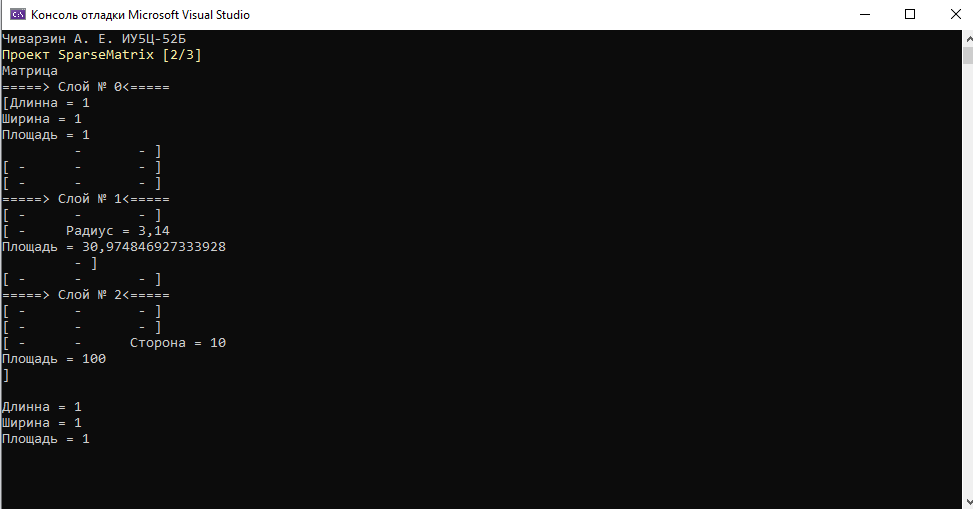 Консоль отладки Microsoft Visual Studio
Чиварзин А. Е. ИУ5Ц-52Б
Проект SparseMatrix [2/3]
Матрица
=====> Слой № 0<=====
[Длинна = 1
Ширина = 1
Площадь = 1
         -       - ]
[ -      -       - ]
[ -      -       - ]
=====> Слой № 1<=====
[ -      -       - ]
[ -     Радиус = 3,14
Площадь = 30,974846927333928
         - ]
[ -      -       - ]
=====> Слой № 2<=====
[ -      -       - ]
[ -      -       - ]
[ -      -      Сторона = 10
Площадь = 100
]
Длинна = 1
Ширина = 1
Площадь = 1